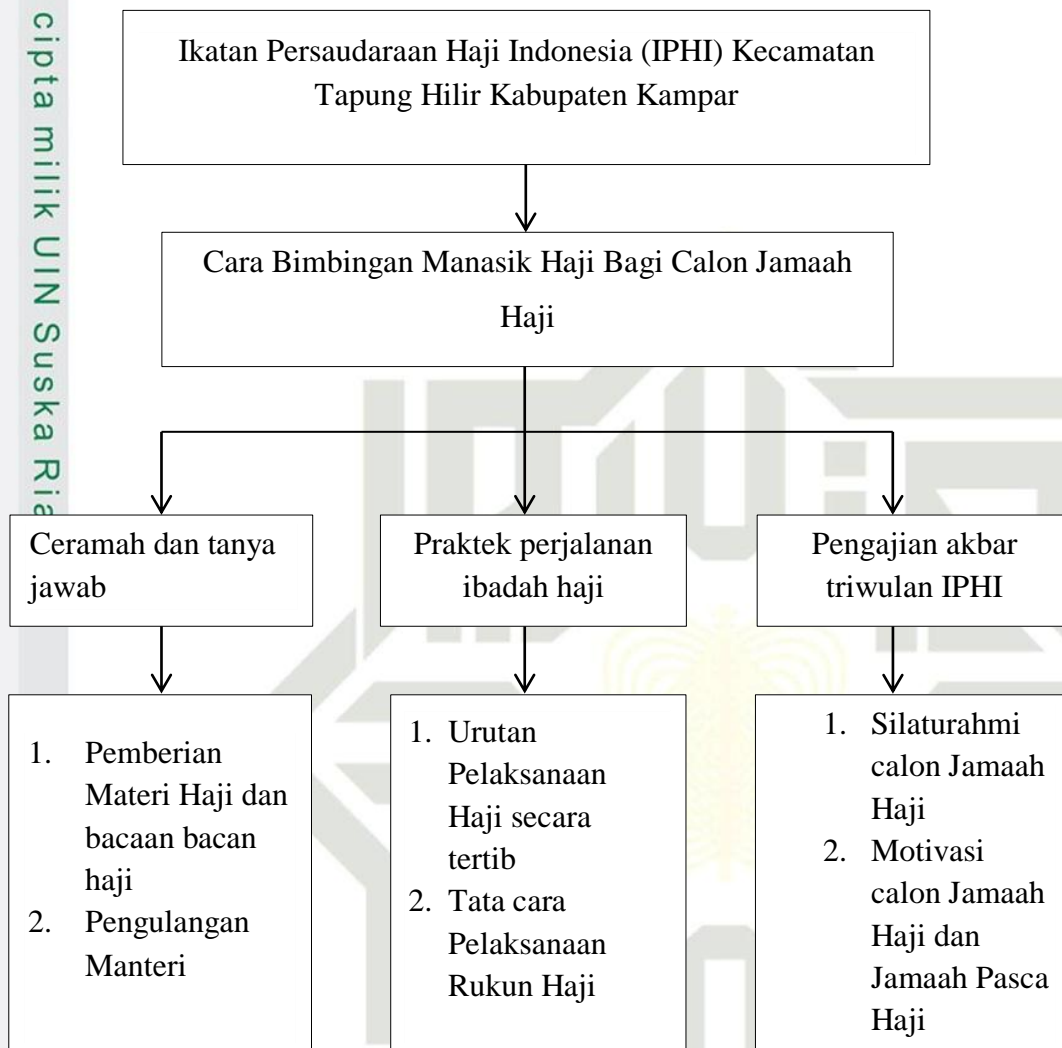 cipta milik UIN Suska Ria
Ikatan Persaudaraan Haji Indonesia (IPHI) Kecamatan
Tapung Hilir Kabupaten Kampar
Cara Bimbingan Manasik Haji Bagi Calon Jamaah
Haji
Ceramah dan tanya
jawab
Praktek perjalanan
ibadah haji
Pengajian akbar
triwulan IPHI
1. Pemberian
Materi Haji dan
bacaan bacan
haji
2. Pengulangan
Manteri
1. Urutan
Pelaksanaan
Haji secara
tertib
2. Tata cara
Pelaksanaan
Rukun Haji
1. Silaturahmi
calon Jamaah
Haji
2. Motivasi
calon Jamaah
Haji dan
Jamaah Pasca
Haji